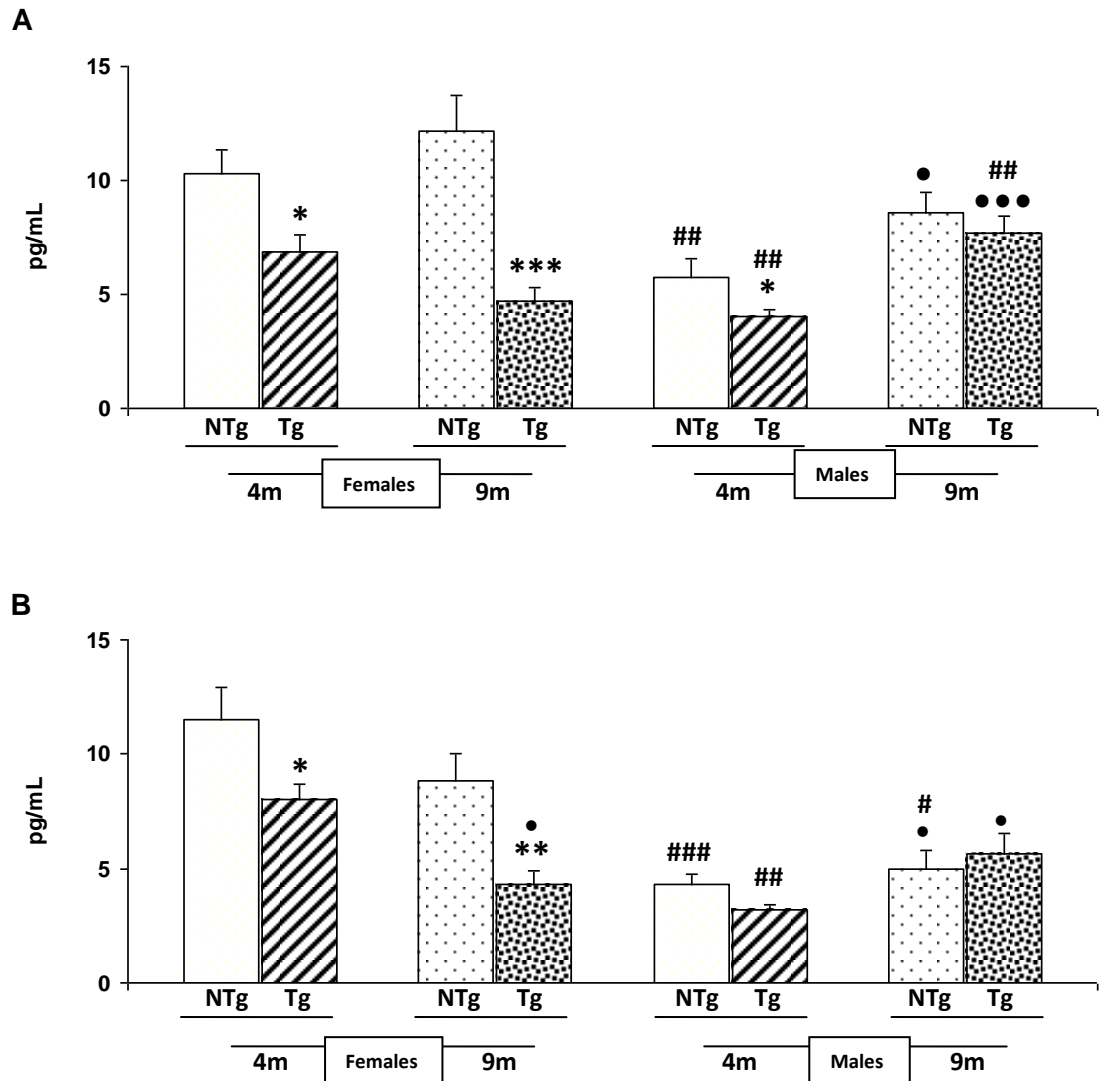 A
15
10
5
0
pg/mL
*
***
##
##
*
●
##
● ● ●
NTg Tg NTg Tg NTg Tg NTg Tg
4m Females 9m 4m Males 9m
B
15
10
5
0
pg/mL
*
●
**
###
##
#
●
●
NTg Tg NTg Tg NTg Tg NTg Tg
4m Females 9m 4m Males 9m